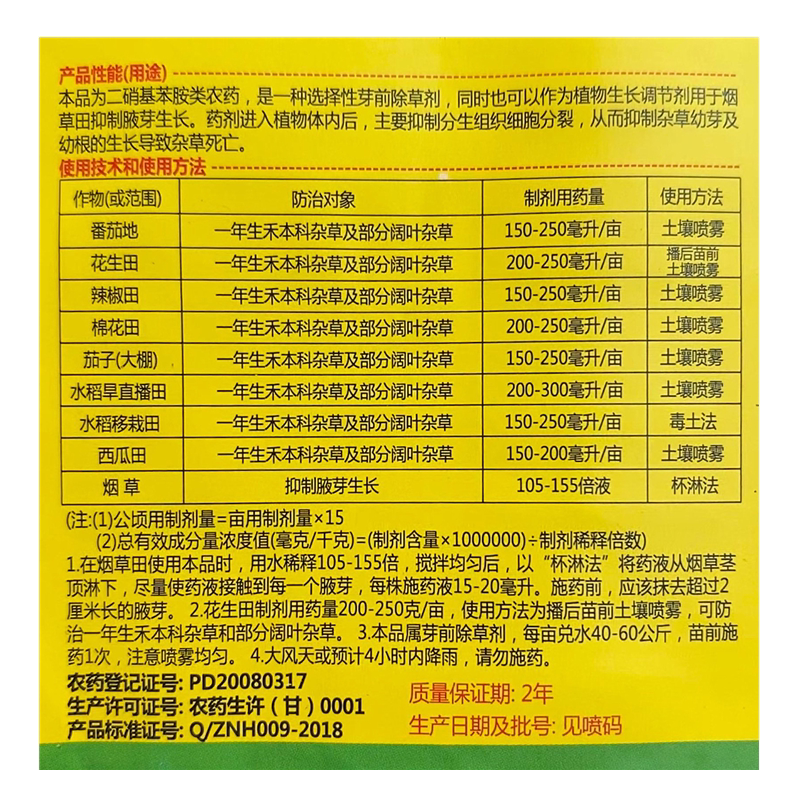 产品性能(用途)
本品为二硝基苯胺类农药，是一种选择性芽前除草剂，同时也可以作为植物生长调节剂用于烟
草田抑制腋芽生长。药剂进入植物体内后，主要抑制分生组织细胞分裂，从而抑制杂草幼芽及
幼根的生长导致杂草死亡。
使用技术和使用方法
作物(或范围) 防治对象 制剂用药量 使用方法
番茄地 一年生禾本科杂草及部分阔叶杂草 150-250毫升/亩 土壤喷雾
花生田 一年生禾本科杂草及部分阔叶杂草 200-250毫升/亩 播后苗前土壤喷雾
辣椒田 一年生禾本科杂草及部分阔叶杂草 150-250毫升/亩 土壤喷雾
棉花田 一年生禾本科杂草及部分阔叶杂草 200-250毫升/亩 土壤喷雾
茄子(大棚) 一年生禾本科杂草及部分阔叶杂草 150-250毫升/亩 土壤喷雾
水稻旱直播田 一年生禾本科杂草及部分阔叶杂草 200-300毫升/亩 土壤喷雾
水稻移栽田 一年生禾本科杂草及部分阔叶杂草 150-250毫升/亩 毒土法
西瓜田 一年生禾本科杂草及部分阔叶杂草 150-200毫升/亩 土壤喷雾
烟 草 抑制腋芽生长 105-155倍液 杯淋法
(注:(1)公顷用制剂量=亩用制剂量×15
(2)总有效成分量浓度值(毫克/千克)=(制剂含量×1000000)÷制剂稀释倍数)
1.在烟草田使用本品时，用水稀释105-155倍，搅拌均匀后，以“杯淋法”将药液从烟草茎
顶淋下，尽量使药液接触到每一个腋芽，每株施药液15-20毫升。施药前，应该抹去超过2
厘米长的腋芽。 2.花生田制剂用药量200-250克/亩，使用方法为播后苗前土壤喷雾，可防
治一年生禾本科杂草和部分阔叶杂草。 3.本品属芽前除草剂，每亩兑水40-60公斤，苗前施
药1次，注意喷雾均匀。 4.大风天或预计4小时内降雨，请勿施药。
农药登记证号: PD20080317
生产许可证号: 农药生许（甘）0001
产品标准证号: Q/ZNH009-2018
质量保证期: 2年
生产日期及批号: 见喷码